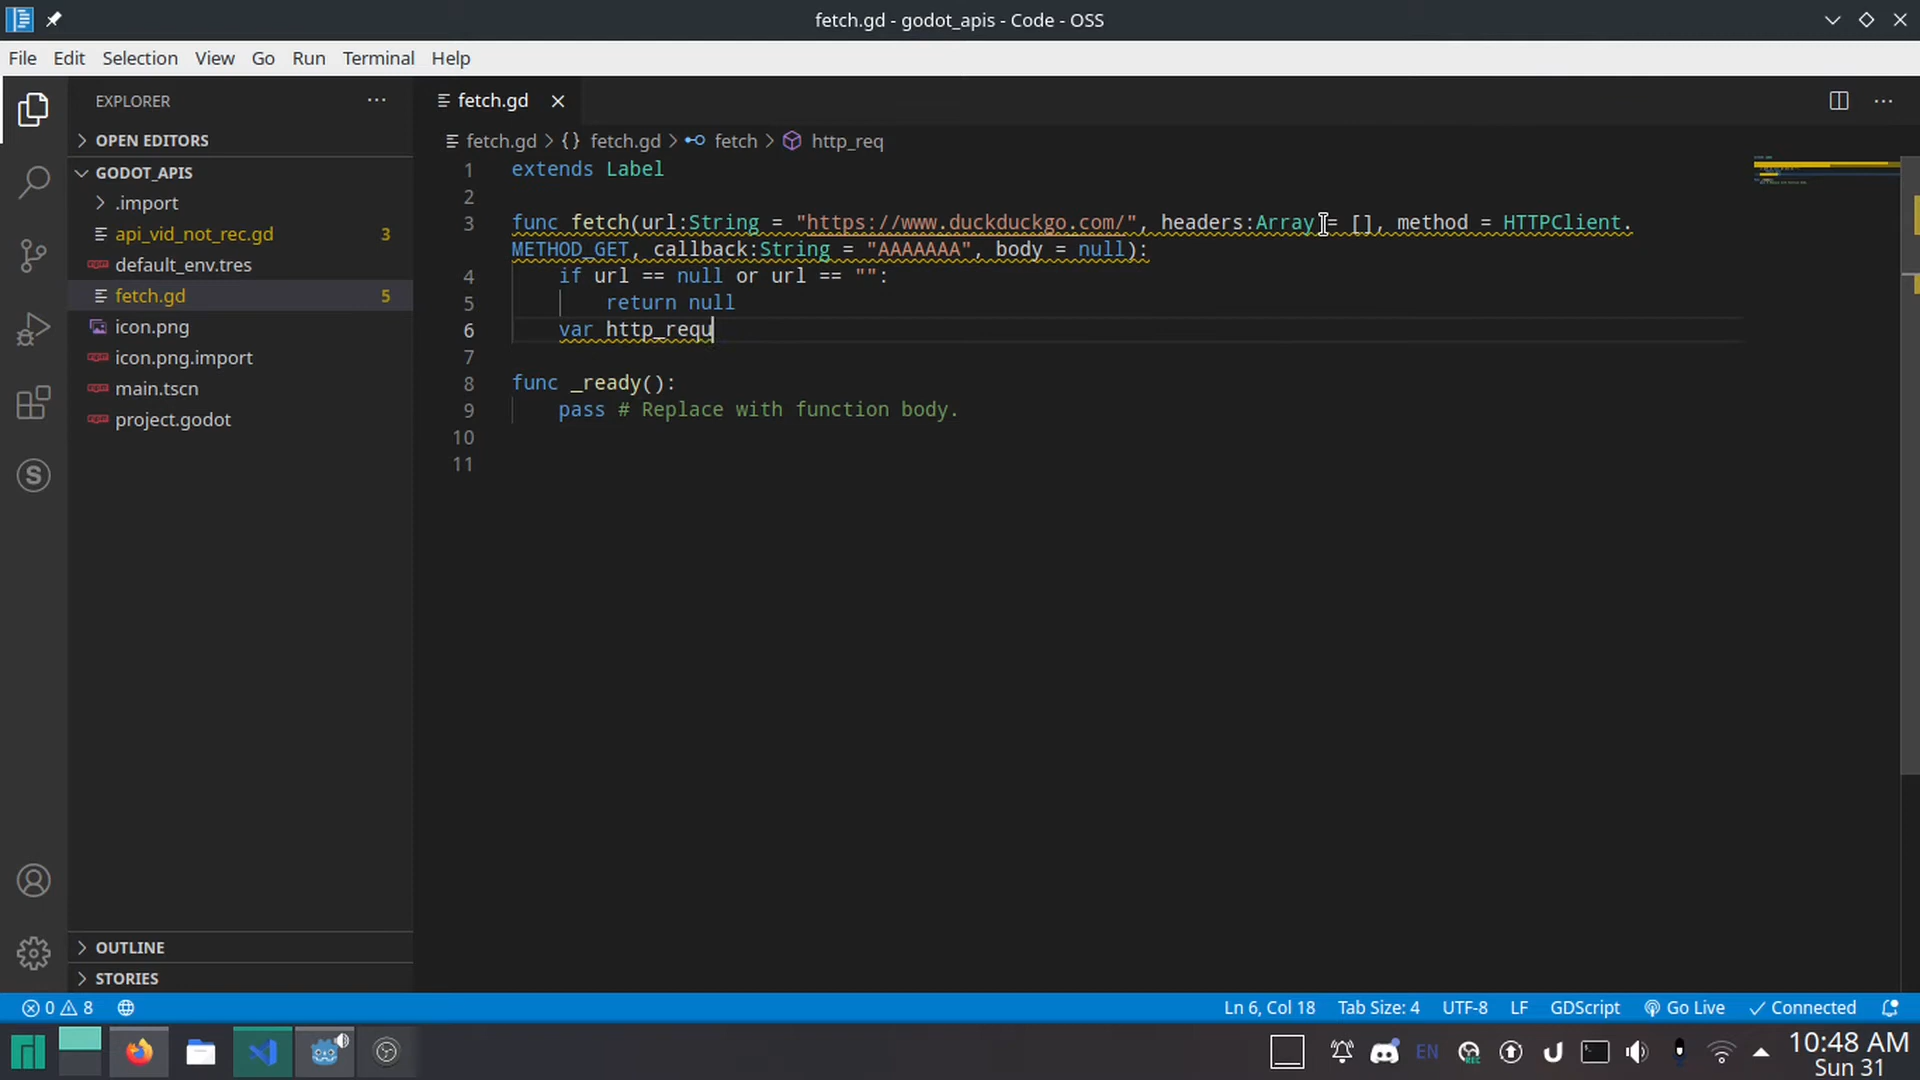 fetch.gd - godot_apis - Code - OSS
File Edit Selection View Go Run Terminal Help
EXPLORER
OPEN EDITORS
GODOT_APIS
.import
api_vid_not_rec.gd 3
default_env.tres
fetch.gd 5
icon.png
icon.png.import
main.tscn
project.godot
OUTLINE
STORIES
fetch.gd
fetch.gd > {} fetch.gd > fetch > http_req
1 extends Label
2
3 func fetch(url:String = "https://www.duckduckgo.com/", headers:Array = [], method = HTTPClient.
METHOD_GET, callback:String = "AAAAAAA", body = null):
4 if url == null or url == "":
5 return null
6 var http_requ
7
8 func _ready():
9 pass # Replace with function body.
10
11
0 8 Ln 6, Col 18 Tab Size: 4 UTF-8 LF GDScript Go Live Connected
EN REC 10:48 AM
Sun 31